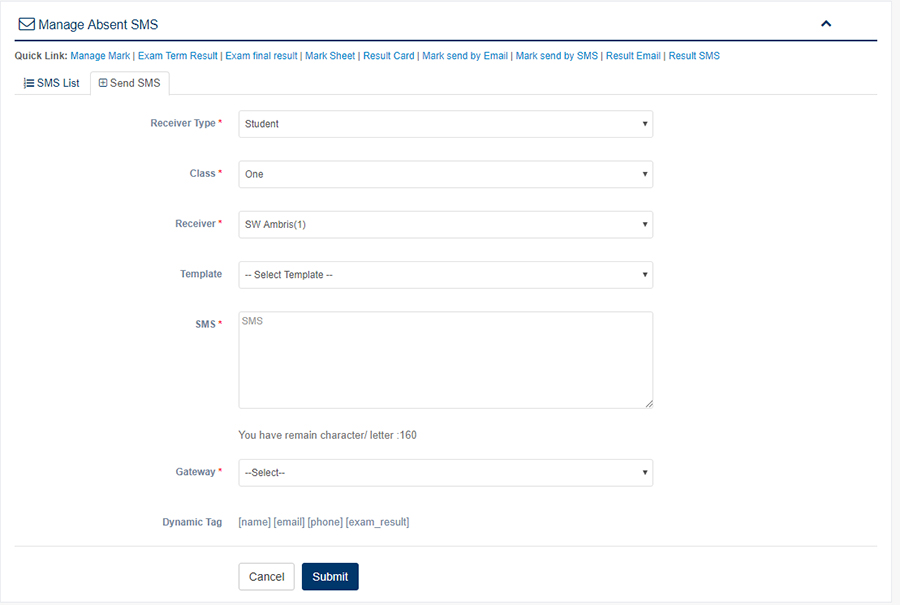 Manage Absent SMS
Quick Link: Manage Mark | Exam Term Result | Exam final result | Mark Sheet | Result Card | Mark send by Email | Mark send by SMS | Result Email | Result SMS
SMS List Send SMS
Receiver Type * Student
Class * One
Receiver * SW Ambris(1)
Template -- Select Template --
SMS * SMS
You have remain character/ letter :160
Gateway * --Select--
Dynamic Tag [name] [email] [phone] [exam_result]
Cancel Submit